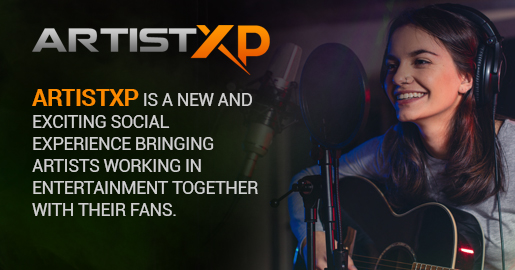 ARTISTXP
ARTISTXP IS A NEW AND
EXCITING SOCIAL
EXPERIENCE BRINGING
ARTISTS WORKING IN
ENTERTAINMENT TOGETHER
WITH THEIR FANS.